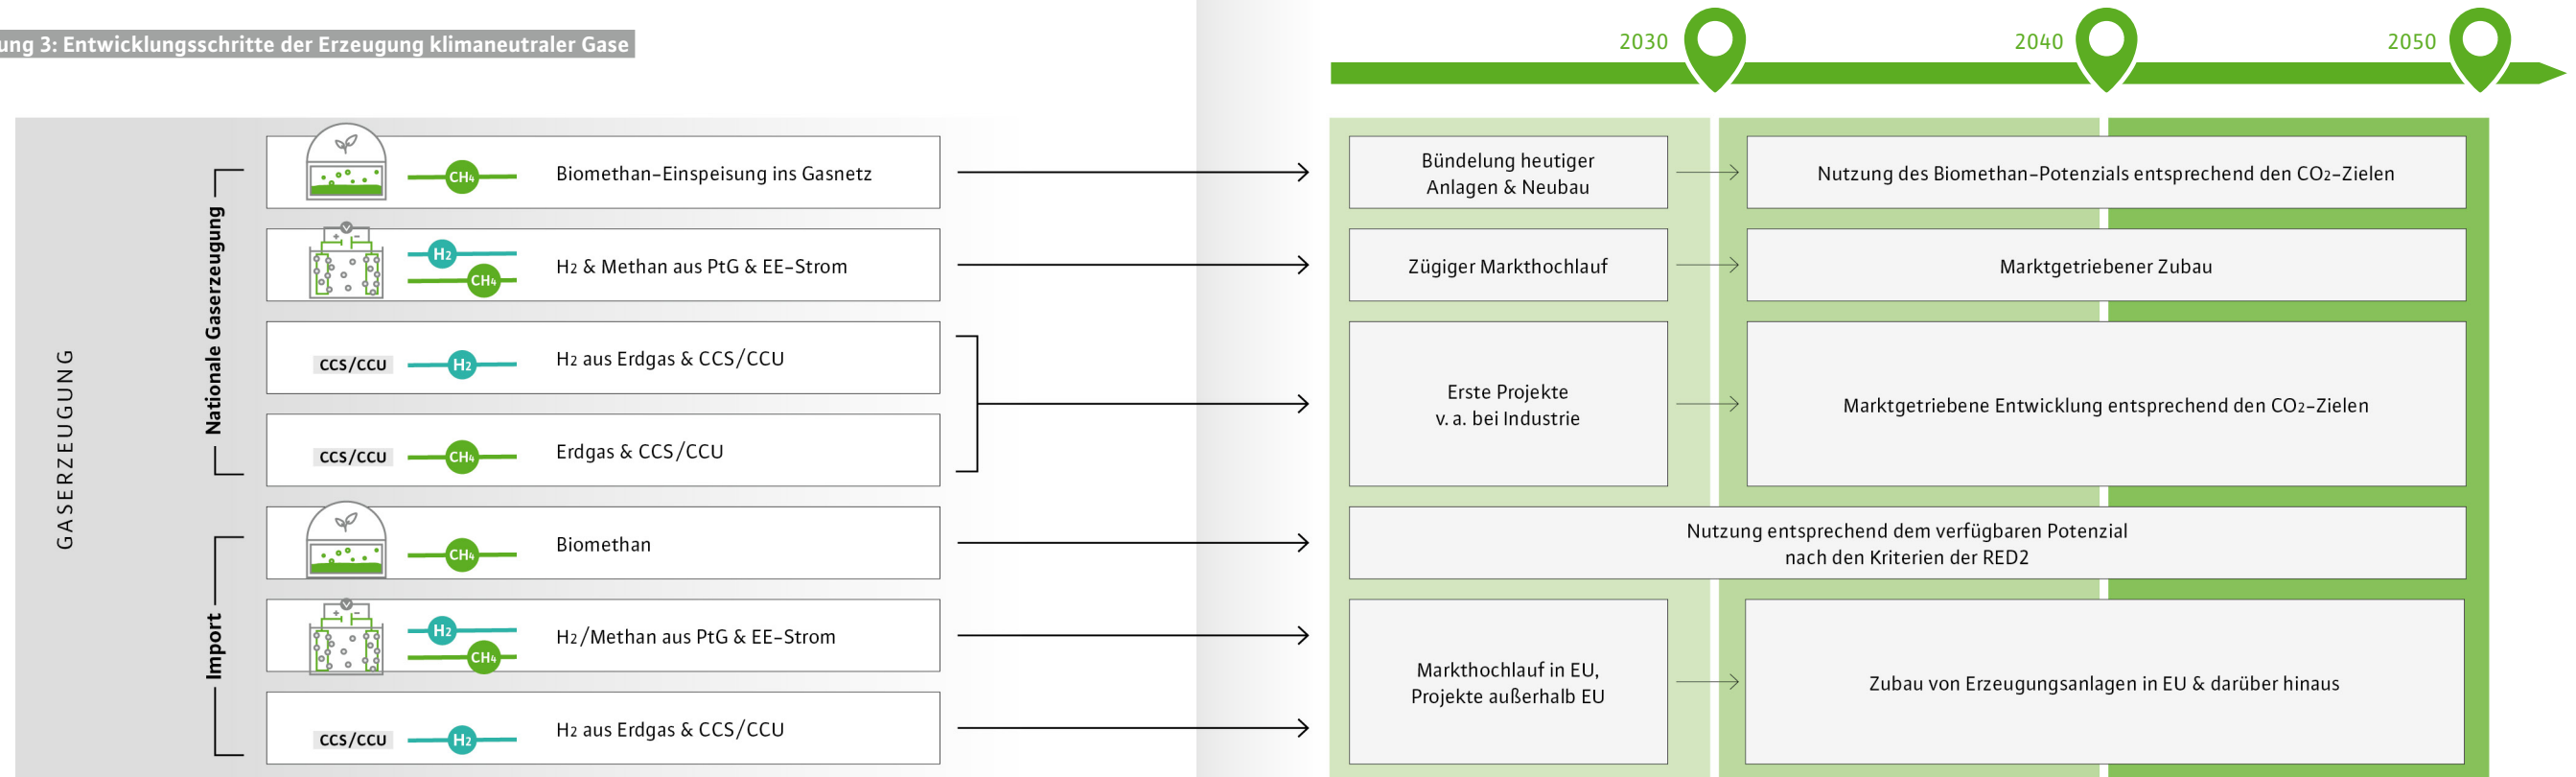 ung 3: Entwicklungsschritte der Erzeugung klimaneutraler Gase
2030
2040
2050
GASERZEUGUNG
Nationale Gaserzeugung
CH4
Biomethan-Einspeisung ins Gasnetz
Bündelung heutiger
Anlagen & Neubau
Nutzung des Biomethan-Potenzials entsprechend den CO2-Zielen
V
+ -
H2
CH4
H2 & Methan aus PtG & EE-Strom
Zügiger Markthochlauf
Marktgetriebener Zubau
CCS/CCU
H2
H2 aus Erdgas & CCS/CCU
CCS/CCU
CH4
Erdgas & CCS/CCU
Erste Projekte
v. a. bei Industrie
Marktgetriebene Entwicklung entsprechend den CO2-Zielen
Import
CH4
Biomethan
Nutzung entsprechend dem verfügbaren Potenzial
nach den Kriterien der RED2
V
+ -
H2
CH4
H2/Methan aus PtG & EE-Strom
CCS/CCU
H2
H2 aus Erdgas & CCS/CCU
Markthochlauf in EU,
Projekte außerhalb EU
Zubau von Erzeugungsanlagen in EU & darüber hinaus